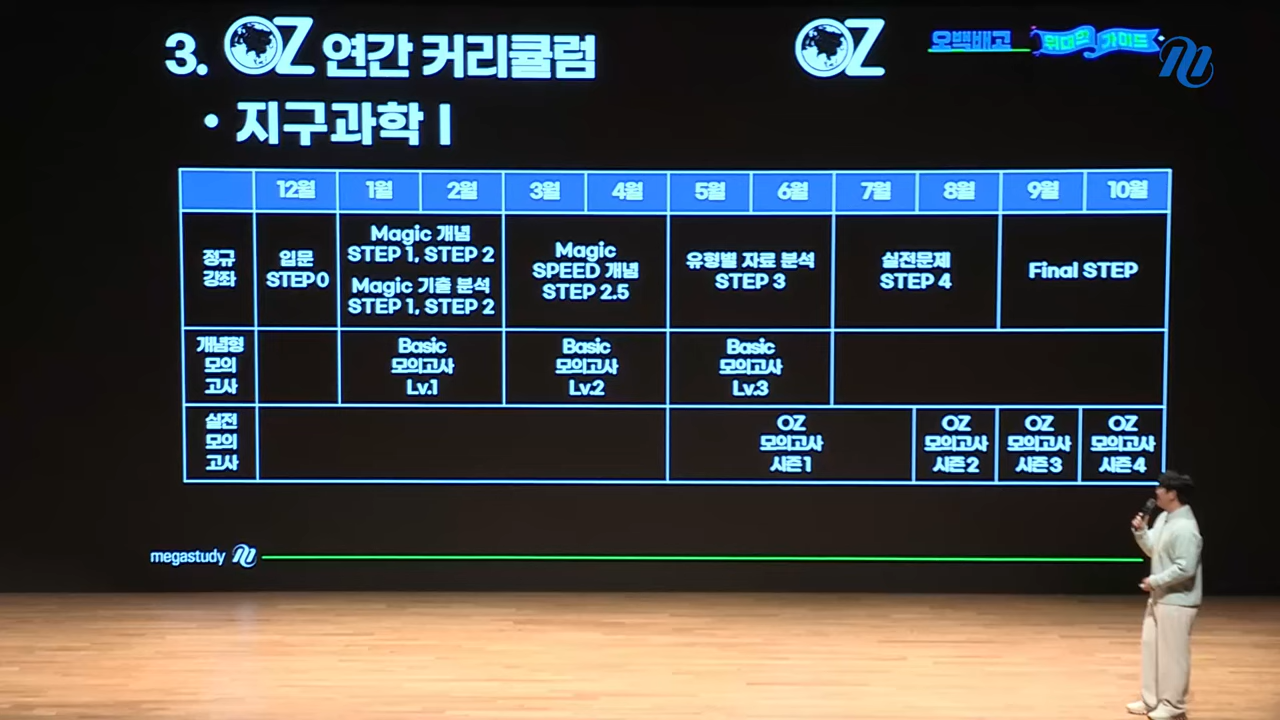 3. OZ 연간 커리큘럼
OZ
오백배고
위대한 가이드
• 지구과학 I
12월 1월 2월 3월 4월 5월 6월 7월 8월 9월 10월
정규
강좌
입문
STEP 0
Magic 개념
STEP 1, STEP 2
Magic 기출 분석
STEP 1, STEP 2
Magic
SPEED 개념
STEP 2.5
유형별 자료 분석
STEP 3
실전문제
STEP 4
Final STEP
개념형
모의
고사
Basic
모의고사
Lv.1
Basic
모의고사
Lv.2
Basic
모의고사
Lv.3
실전
모의
고사
OZ
모의고사
시즌 1
OZ
모의고사
시즌 2
OZ
모의고사
시즌 3
OZ
모의고사
시즌 4
megastudy